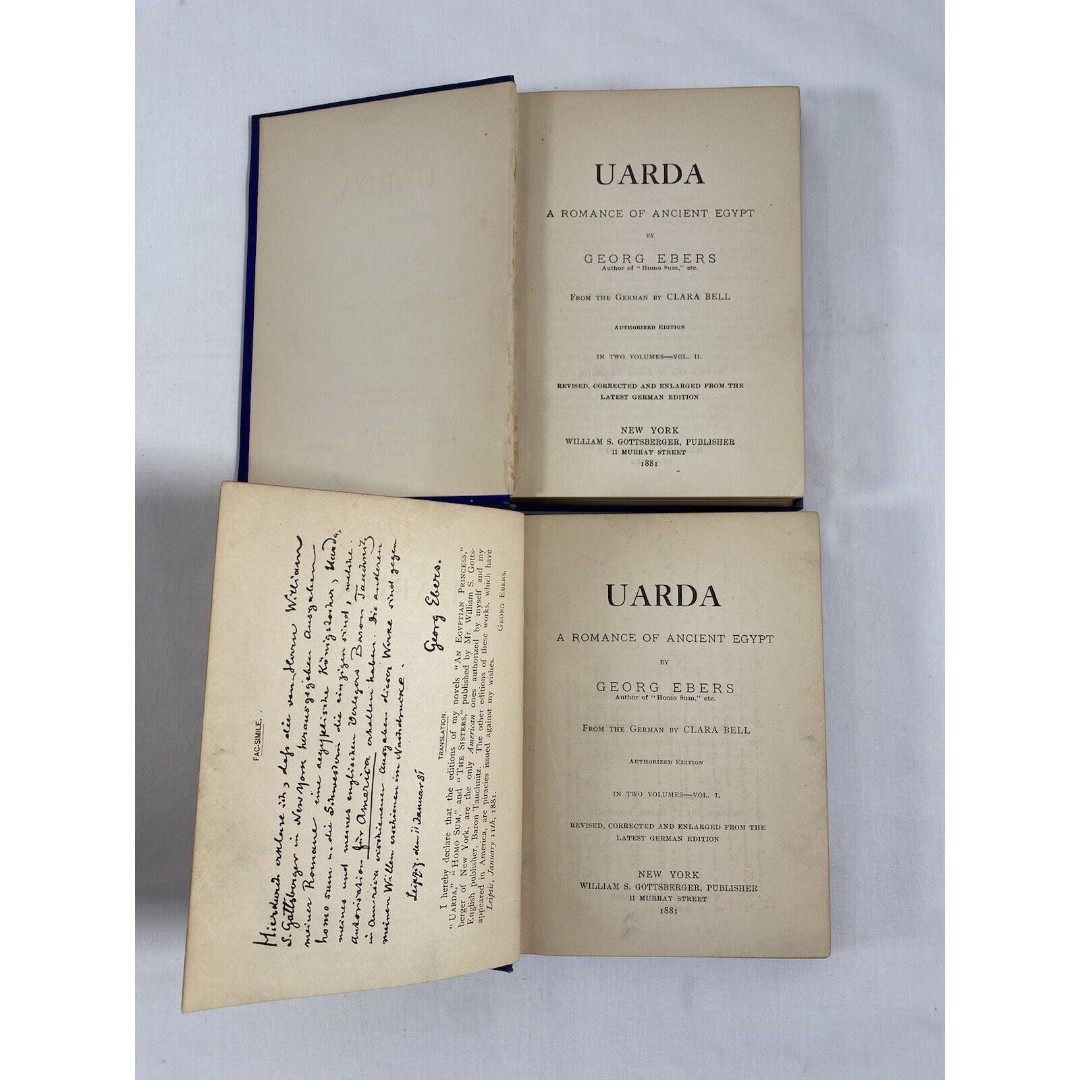 UARDA
A ROMANCE OF ANCIENT EGYPT
BY
GEORG EBERS
Author of "Homo Sum," etc.
FROM THE GERMAN BY CLARA BELL
AUTHORIZED EDITION
IN TWO VOLUMES—VOL. II.
REVISED, CORRECTED AND ENLARGED FROM THE
LATEST GERMAN EDITION
NEW YORK
WILLIAM S. GOTTSBERGER, PUBLISHER
11 MURRAY STREET
1881
FAC-SIMILE.
Hierdurch erkläre ich, daß die von Herrn William
S. Gottsberger in New York herausgegeben Ausgaben
meiner Romane eine aegyptische Königstochter, Uarda,
homo sum u. die Schwestern die einzigen sind, welche
meines und meines englischen Verlegers Baron Tauchnitz
autorisation für America erhalten haben. Die anderen
in America erschienenen Ausgaben dieser Werke sind gegen
meinen Willen erschienen im Nachdrucke.
Leipzig, den 11 Januar 81
Georg Ebers.
TRANSLATION.
I hereby declare that the editions of my novels "AN EGYPTIAN PRINCESS,"
"UARDA," "HOMO SUM," and "THE SISTERS," published by Mr. William S. Gotts-
berger of New York, are the only American ones authorized by myself and my
English publisher, Baron Tauchnitz. The other editions of these works, which have
appeared in America, are piracies issued against my wishes.
Leipsic, January 11th, 1881.
GEORG EBERS.
UARDA
A ROMANCE OF ANCIENT EGYPT
BY
GEORG EBERS
Author of "Homo Sum," etc.
FROM THE GERMAN BY CLARA BELL
AUTHORIZED EDITION
IN TWO VOLUMES—VOL. I.
REVISED, CORRECTED AND ENLARGED FROM THE
LATEST GERMAN EDITION
NEW YORK
WILLIAM S. GOTTSBERGER, PUBLISHER
11 MURRAY STREET
1881